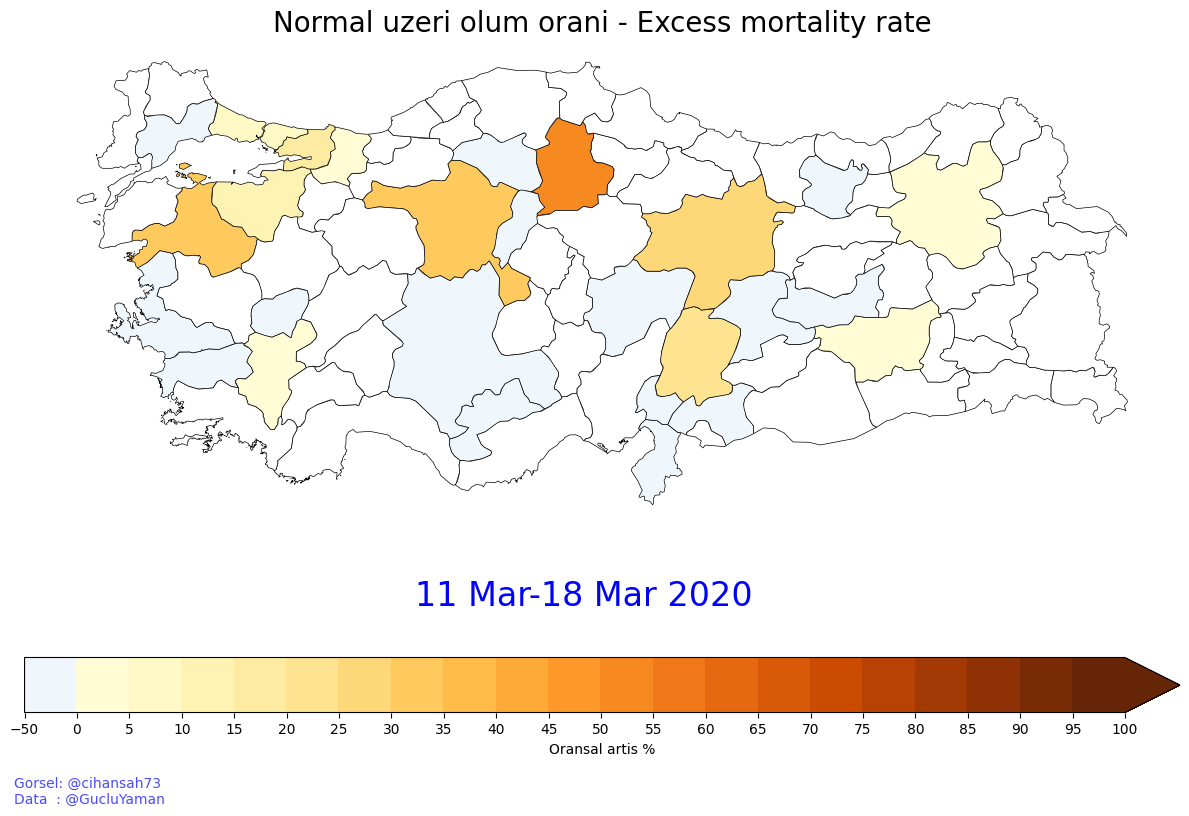 Normal uzeri olum orani - Excess mortality rate
11 Mar-18 Mar 2020
−50 0 5 10 15 20 25 30 35 40 45 50 55 60 65 70 75 80 85 90 95 100
Oransal artis %
Gorsel: @cihansah73
Data : @GucluYaman